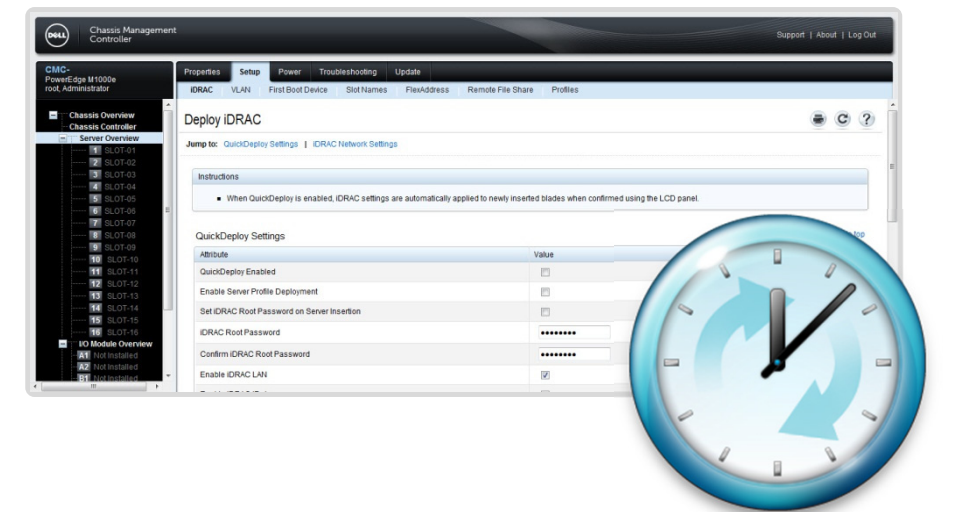 DELL
Chassis Management
Controller
Support | About | Log Out
CMC-
PowerEdge M1000e
root, Administrator
Properties Setup Power Troubleshooting Update
iDRAC VLAN First Boot Device Slot Names FlexAddress Remote File Share Profiles
Chassis Overview
Chassis Controller
Server Overview
1 SLOT-01
2 SLOT-02
3 SLOT-03
4 SLOT-04
5 SLOT-05
6 SLOT-06
7 SLOT-07
8 SLOT-08
9 SLOT-09
10 SLOT-10
11 SLOT-11
12 SLOT-12
13 SLOT-13
14 SLOT-14
15 SLOT-15
16 SLOT-16
I/O Module Overview
A1 Not Installed
A2 Not Installed
B1 Not Installed
Deploy iDRAC
Jump to: QuickDeploy Settings | iDRAC Network Settings
Instructions
When QuickDeploy is enabled, iDRAC settings are automatically applied to newly inserted blades when confirmed using the LCD panel.
QuickDeploy Settings
top
Attribute Value
QuickDeploy Enabled
Enable Server Profile Deployment
Set iDRAC Root Password on Server Insertion
iDRAC Root Password ••••••••
Confirm iDRAC Root Password ••••••••
Enable iDRAC LAN